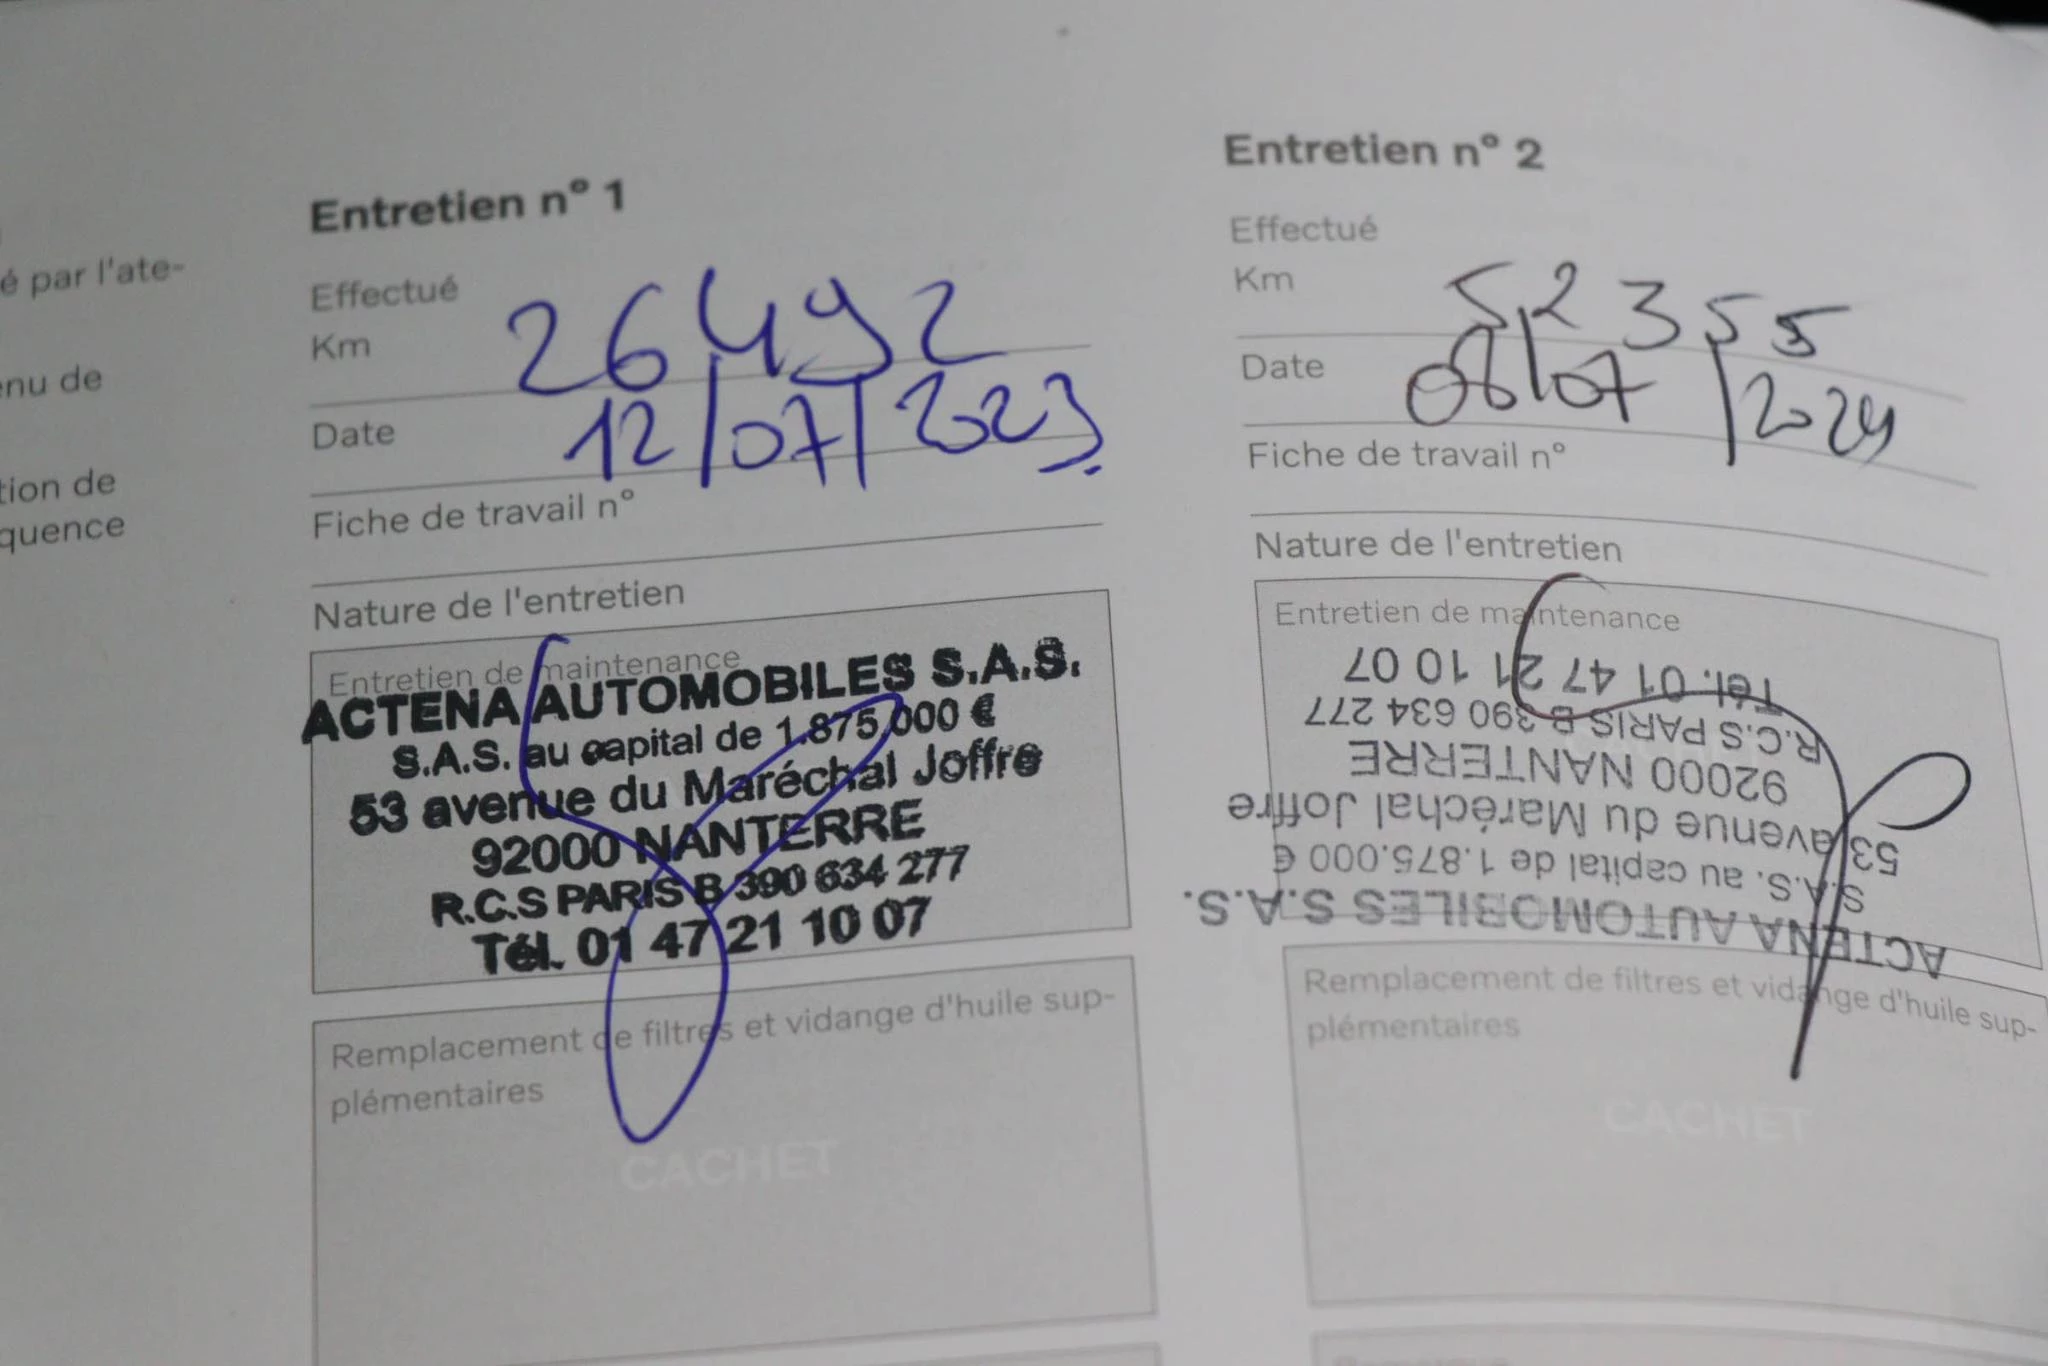 é par l'ate-
nu de
tion de
quence
Entretien n° 1
Effectué
Km 26492
Date 12/07/2023
Fiche de travail n°
Nature de l'entretien
Entretien de maintenance
ACTENA AUTOMOBILES S.A.S.
S.A.S. au capital de 1.875.000 €
53 avenue du Maréchal Joffre
92000 NANTERRE
R.C.S PARIS B 390 634 277
Tél. 01 47 21 10 07
Remplacement de filtres et vidange d'huile sup-
plémentaires
CACHET
Entretien n° 2
Effectué
Km 52355
Date 08/07/2024
Fiche de travail n°
Nature de l'entretien
Entretien de maintenance
ACTENA AUTOMOBILES S.A.S.
S.A.S. au capital de 1.875.000 €
53 avenue du Maréchal Joffre
92000 NANTERRE
R.C.S PARIS B 390 634 277
Tél. 01 47 21 10 07
Remplacement de filtres et vidange d'huile sup-
plémentaires
CACHET